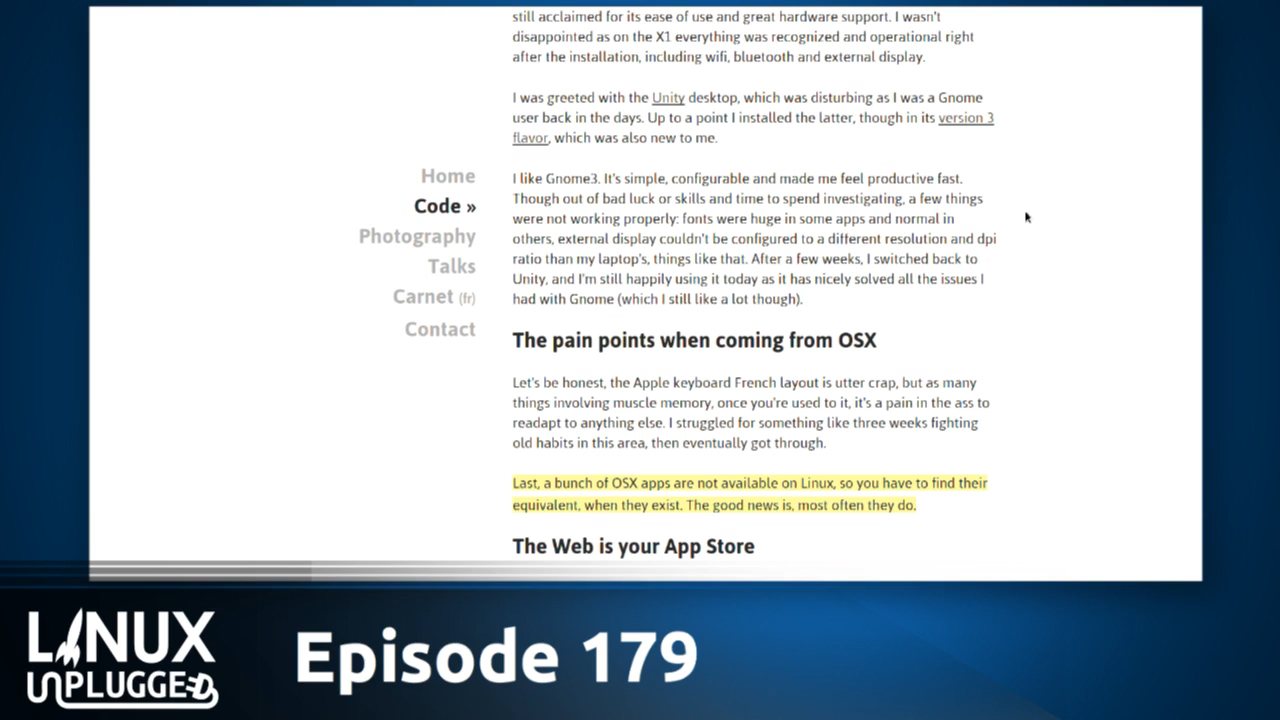 still acclaimed for its ease of use and great hardware support. I wasn't
disappointed as on the X1 everything was recognized and operational right
after the installation, including wifi, bluetooth and external display.
I was greeted with the Unity desktop, which was disturbing as I was a Gnome
user back in the days. Up to a point I installed the latter, though in its version 3
flavor, which was also new to me.
Home
Code »
Photography
Talks
Carnet (fr)
Contact
I like Gnome3. It's simple, configurable and made me feel productive fast.
Though out of bad luck or skills and time to spend investigating, a few things
were not working properly: fonts were huge in some apps and normal in
others, external display couldn't be configured to a different resolution and dpi
ratio than my laptop's, things like that. After a few weeks, I switched back to
Unity, and I'm still happily using it today as it has nicely solved all the issues I
had with Gnome (which I still like a lot though).
The pain points when coming from OSX
Let's be honest, the Apple keyboard French layout is utter crap, but as many
things involving muscle memory, once you're used to it, it's a pain in the ass to
readapt to anything else. I struggled for something like three weeks fighting
old habits in this area, then eventually got through.
Last, a bunch of OSX apps are not available on Linux, so you have to find their
equivalent, when they exist. The good news is, most often they do.
The Web is your App Store
LINUX
UNPLUGGED
Episode 179